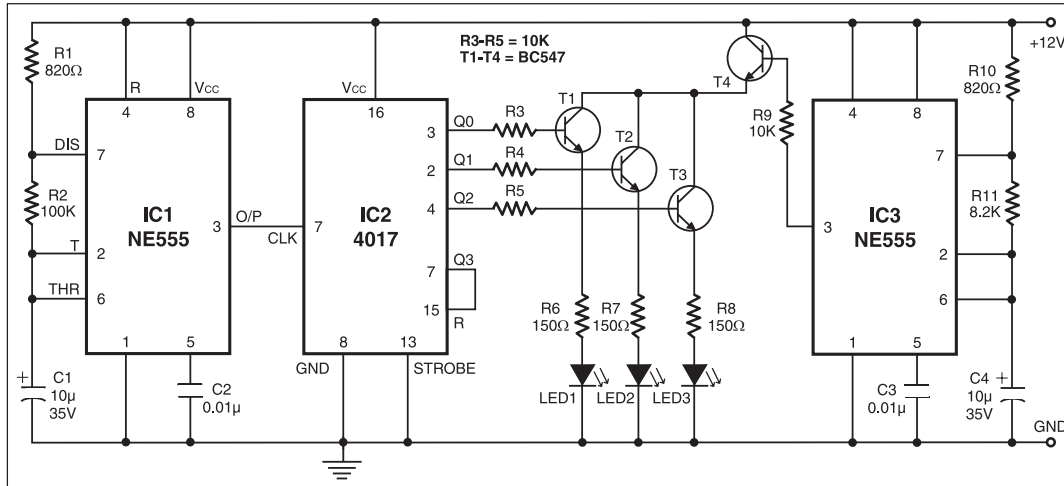 R3-R5 = 10K
T1-T4 = BC547
+12V
R1
820Ω
R
4
VCC
8
DIS
7
R2
100K
IC1
NE555
3
O/P
T
2
THR
6
1
5
C1
+
10µ
35V
C2
0.01µ
VCC
16
3
Q0
R3
2
Q1
R4
4
Q2
R5
IC2
4017
7
CLK
7
Q3
15
R
8
13
GND
STROBE
T1
T2
T3
T4
R9
10K
R6
150Ω
R7
150Ω
R8
150Ω
LED1
LED2
LED3
4
8
7
IC3
NE555
3
2
6
1
5
R10
820Ω
R11
8.2K
C3
0.01µ
C4
+
10µ
35V
GND